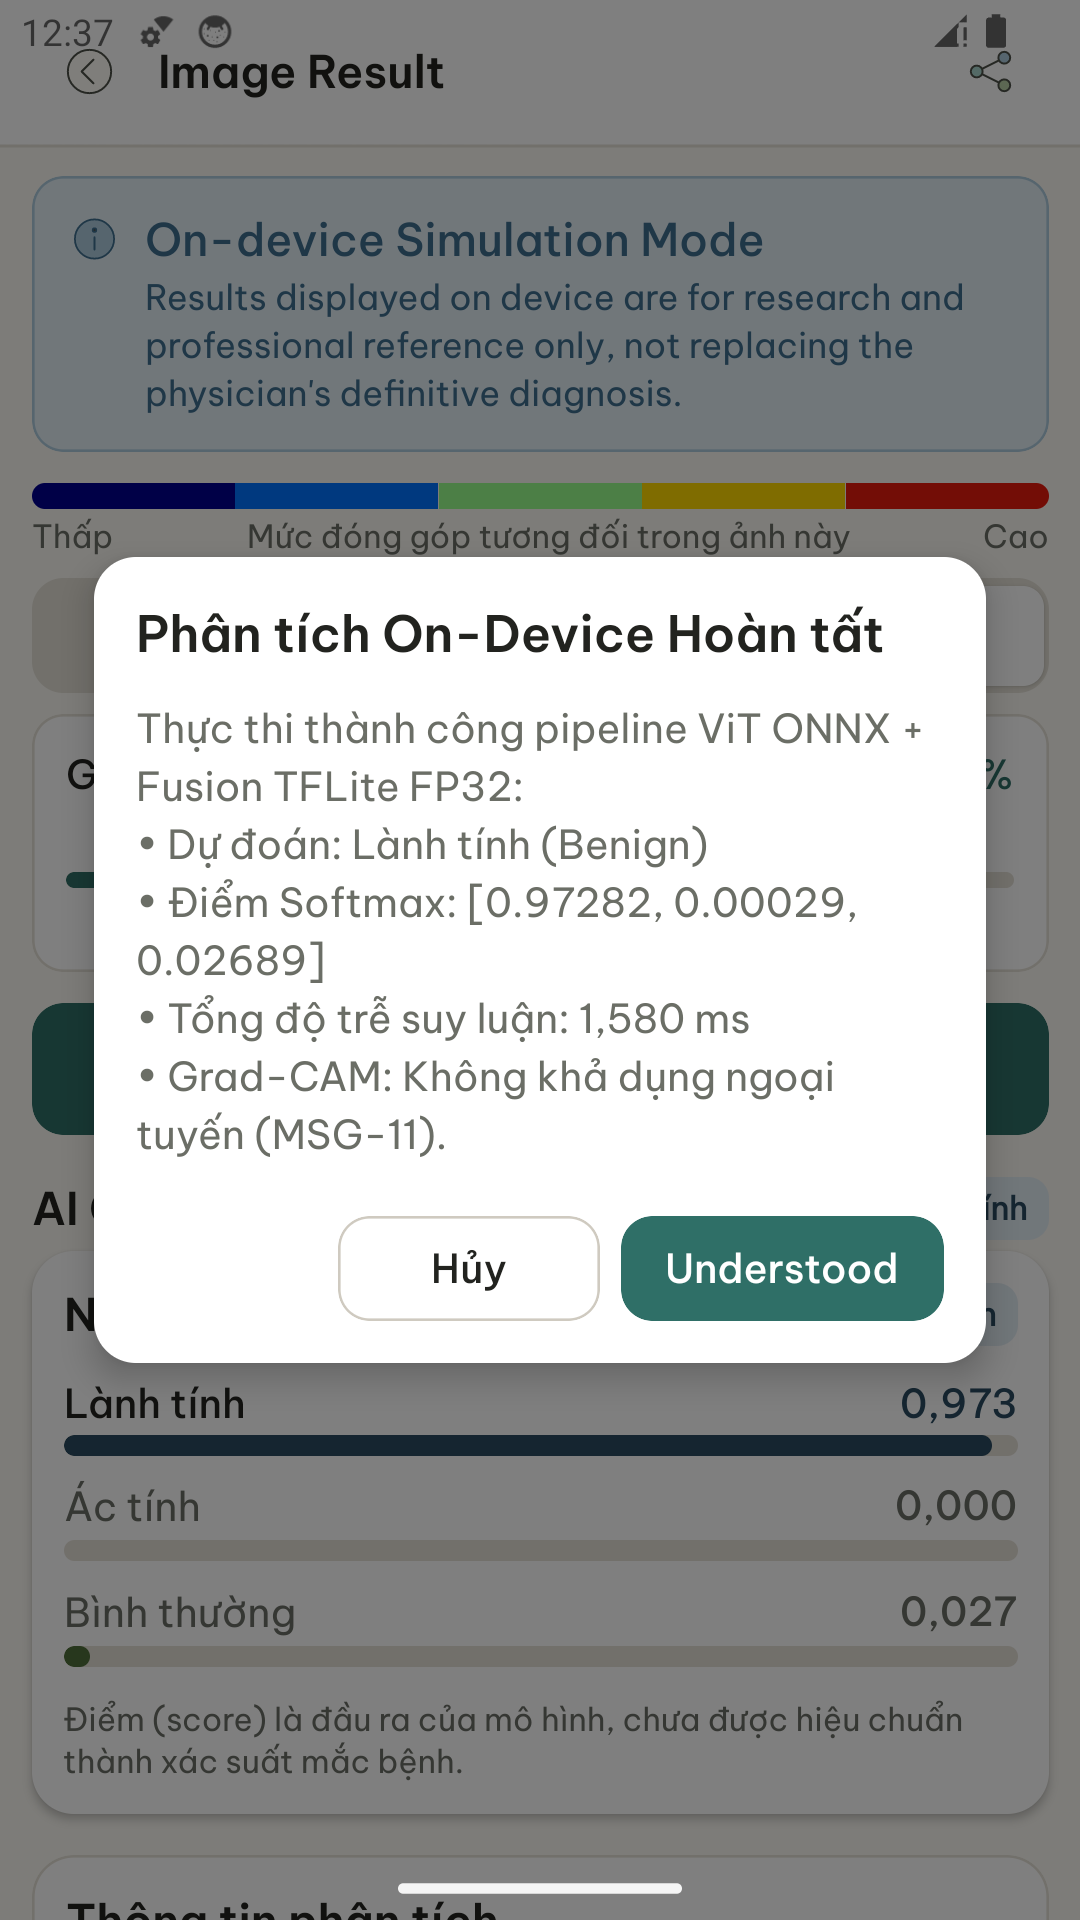 12:37
Image Result
On-device Simulation Mode
Results displayed on device are for research and
professional reference only, not replacing the
physician's definitive diagnosis.
Thấp Mức đóng góp tương đối trong ảnh này Cao
%
Phân tích On-Device Hoàn tất
Thực thi thành công pipeline ViT ONNX +
Fusion TFLite FP32:
• Dự đoán: Lành tính (Benign)
• Điểm Softmax: [0.97282, 0.00029,
0.02689]
• Tổng độ trễ suy luận: 1,580 ms
• Grad-CAM: Không khả dụng ngoại
tuyến (MSG-11).
AI
Hủy Understood
Lành tính 0,973
Ác tính 0,000
Bình thường 0,027
Điểm (score) là đầu ra của mô hình, chưa được hiệu chuẩn
thành xác suất mắc bệnh.
Thông tin phân tích